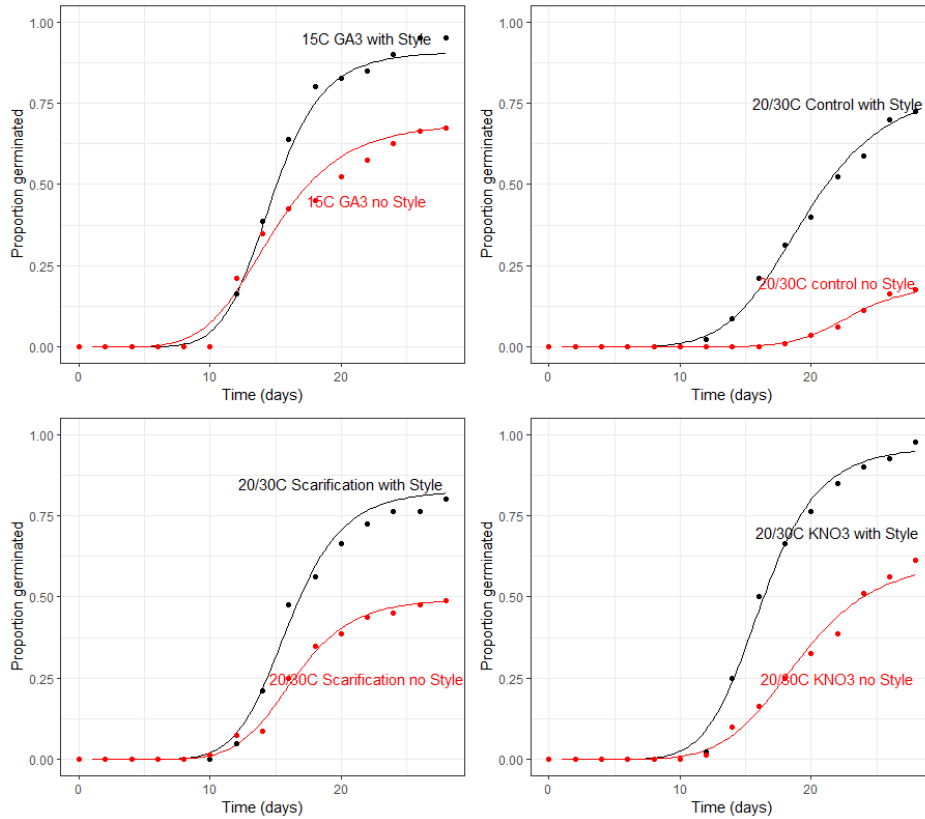 1.00
0.75
0.50
0.25
0.00
Proportion germinated
15C GA3 with Style
15C GA3 no Style
0
10
20
Time (days)
1.00
0.75
0.50
0.25
0.00
Proportion germinated
20/30C Control with Style
20/30C control no Style
0
10
20
Time (days)
1.00
0.75
0.50
0.25
0.00
Proportion germinated
20/30C Scarification with Style
20/30C Scarification no Style
0
10
20
Time (days)
1.00
0.75
0.50
0.25
0.00
Proportion germinated
20/30C KNO3 with Style
20/30C KNO3 no Style
0
10
20
Time (days)